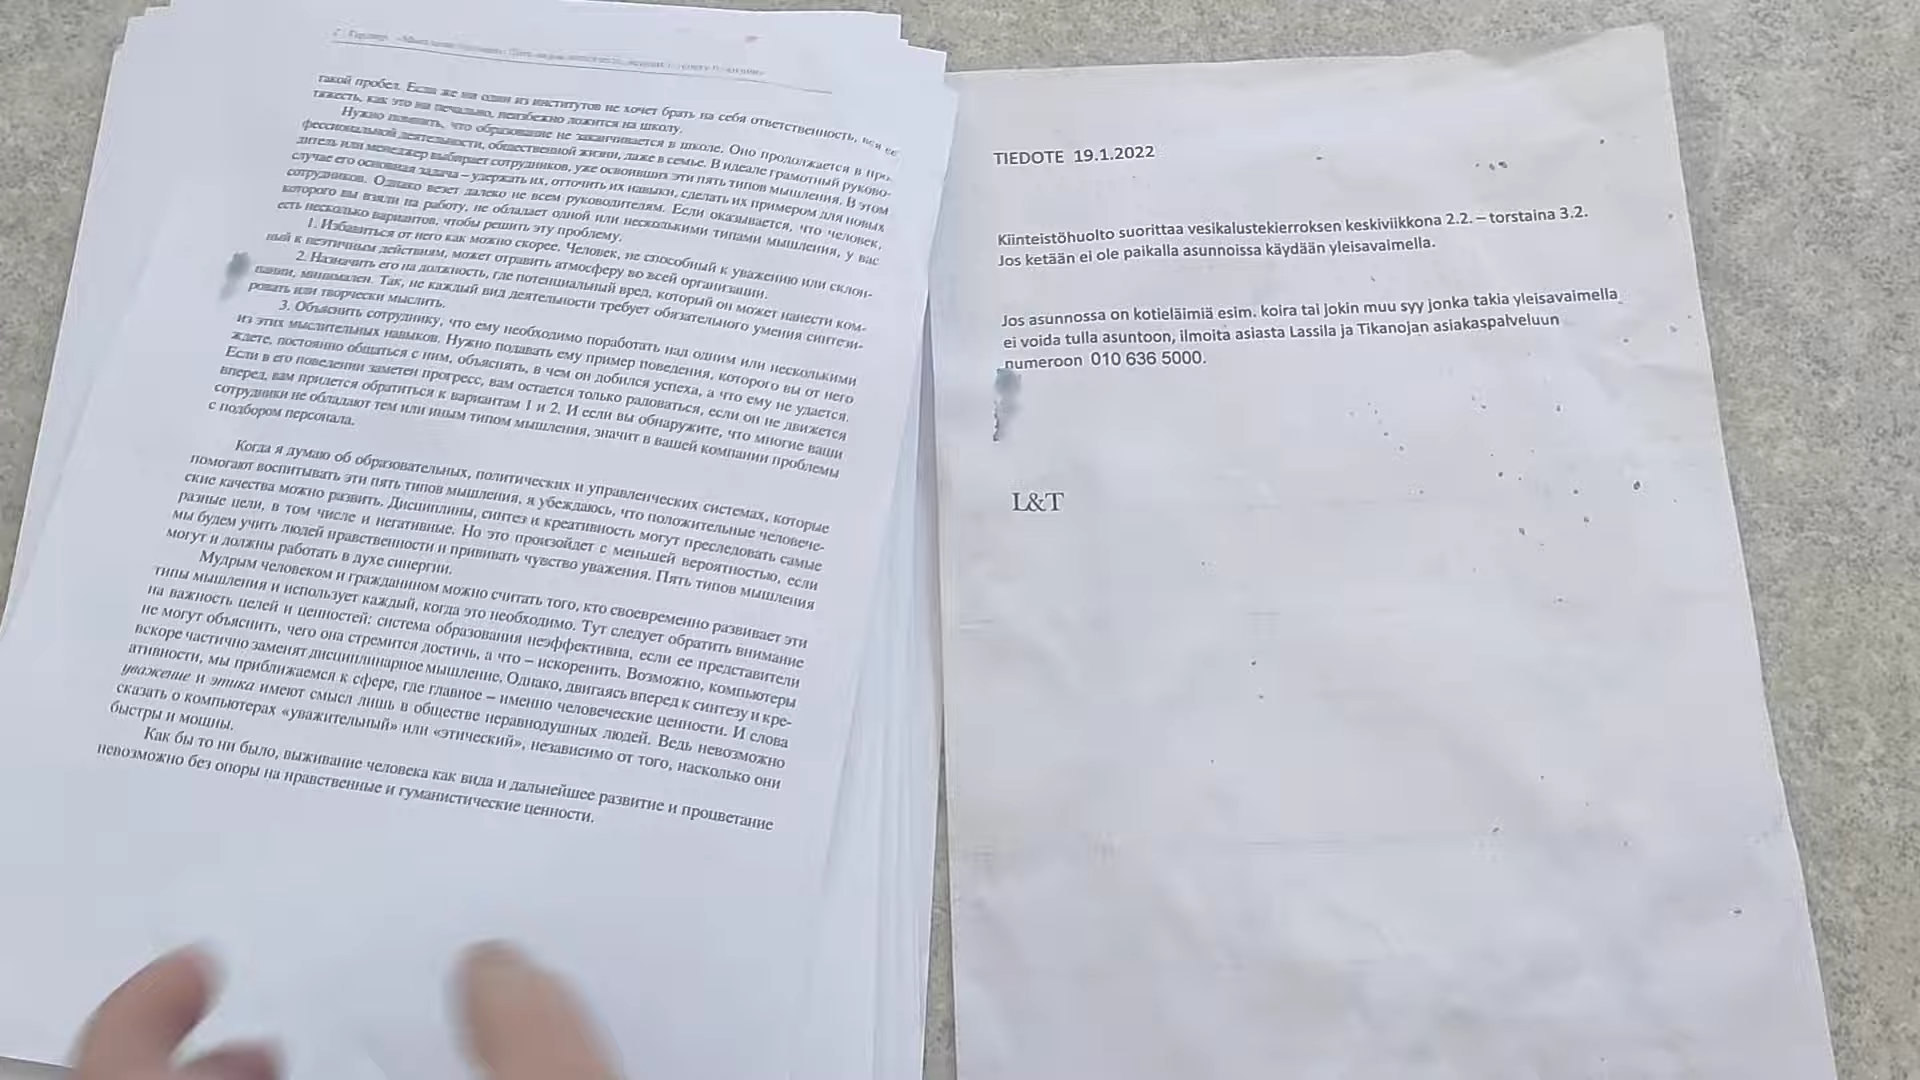 такой пробел. Если же ни один из институтов не хочет брать на себя ответственность, вся ее
тяжесть, как это ни печально, неизбежно ложится на школу.
Нужно помнить, что образование не заканчивается в школе. Оно продолжается в про-
фессиональной деятельности, общественной жизни, даже в семье. В идеале грамотный руково-
дитель или менеджер выбирает сотрудников, уже освоивших эти пять типов мышления. В этом
случае его основная задача – удержать их, отточить их навыки, сделать их примером для новых
сотрудников. Однако везет далеко не всем руководителям. Если оказывается, что человек,
которого вы взяли на работу, не обладает одной или несколькими типами мышления, у вас
есть несколько вариантов, чтобы решить эту проблему.
1. Избавиться от него как можно скорее. Человек, не способный к уважению или склон-
ный к неэтичным действиям, может отравить атмосферу во всей организации.
2. Назначить его на должность, где потенциальный вред, который он может нанести ком-
пании, минимален. Так, не каждый вид деятельности требует обязательного умения синтези-
ровать или творчески мыслить.
3. Объяснить сотруднику, что ему необходимо поработать над одним или несколькими
из этих мыслительных навыков. Нужно подавать ему пример поведения, которого вы от него
ждете, постоянно общаться с ним, объяснять, в чем он добился успеха, а что ему не удается.
Если в его поведении заметен прогресс, вам остается только радоваться, если он не движется
вперед, вам придется обратиться к вариантам 1 и 2. И если вы обнаружите, что многие ваши
сотрудники не обладают тем или иным типом мышления, значит в вашей компании проблемы
с подбором персонала.
Когда я думаю об образовательных, политических и управленческих системах, которые
помогают воспитывать эти пять типов мышления, я убеждаюсь, что положительные человече-
ские качества можно развить. Дисциплины, синтез и креативность могут преследовать самые
разные цели, в том числе и негативные. Но это произойдет с меньшей вероятностью, если
мы будем учить людей нравственности и прививать чувство уважения. Пять типов мышления
могут и должны работать в духе синергии.
Мудрым человеком и гражданином можно считать того, кто своевременно развивает эти
типы мышления и использует каждый, когда это необходимо. Тут следует обратить внимание
на важность целей и ценностей: система образования неэффективна, если ее представители
не могут объяснить, чего она стремится достичь, а что – искоренить. Возможно, компьютеры
вскоре частично заменят дисциплинарное мышление. Однако, двигаясь вперед к синтезу и кре-
ативности, мы приближаемся к сфере, где главное – именно человеческие ценности. И слова
уважение и этика имеют смысл лишь в обществе неравнодушных людей. Ведь невозможно
сказать о компьютерах «уважительный» или «этический», независимо от того, насколько они
быстры и мощны.
Как бы то ни было, выживание человека как вида и дальнейшее развитие и процветание
невозможно без опоры на нравственные и гуманистические ценности.
TIEDOTE 19.1.2022
Kiinteistöhuolto suorittaa vesikalustekierroksen keskiviikkona 2.2. – torstaina 3.2.
Jos ketään ei ole paikalla asunnoissa käydään yleisavaimella.
Jos asunnossa on kotieläimiä esim. koira tai jokin muu syy jonka takia yleisavaimella
ei voida tulla asuntoon, ilmoita asiasta Lassila ja Tikanojan asiakaspalveluun
numeroon 010 636 5000.
L&T